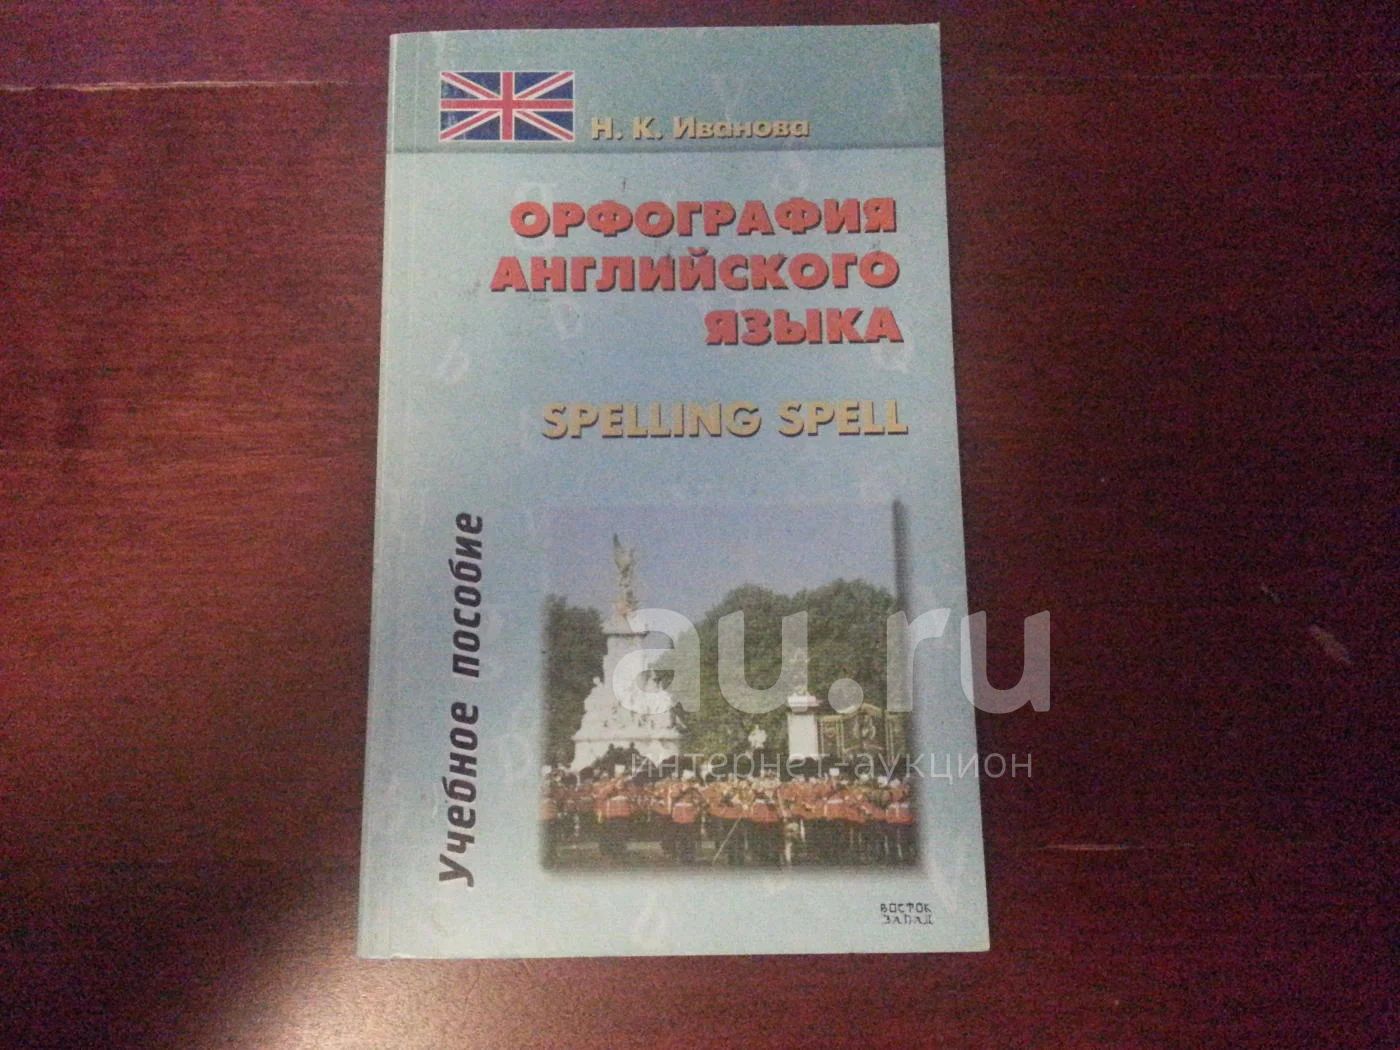 Н. К. Иванова
ОРФОГРАФИЯ
АНГЛИЙСКОГО
ЯЗЫКА
SPELLING SPELL
Учебное пособие
au.ru
интернет-аукцион
ВОСТОК
ЗАПАД